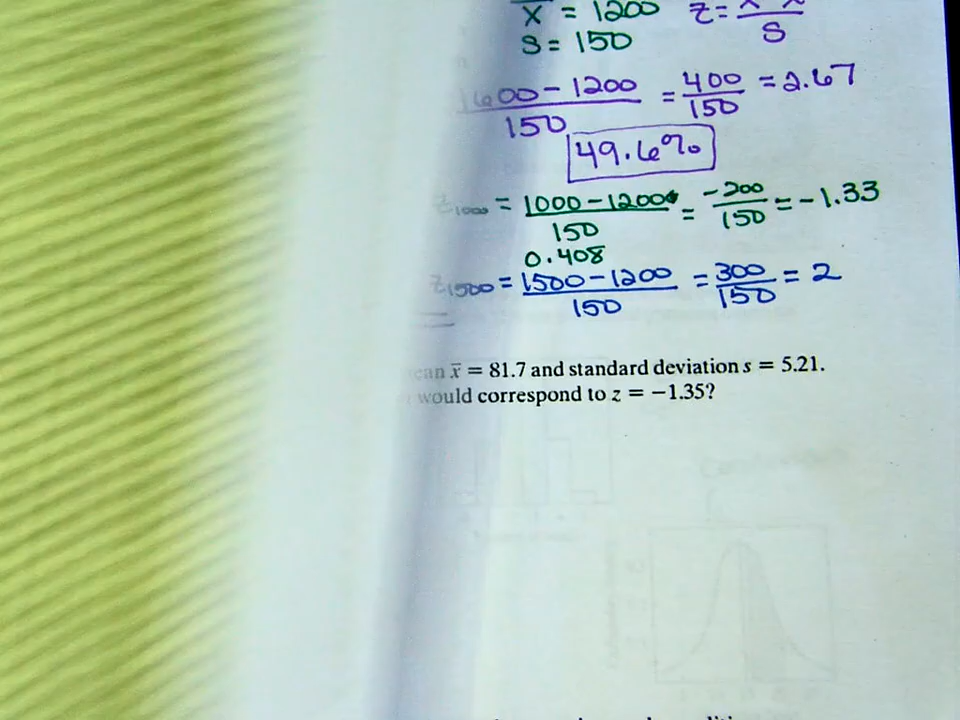 x̄ = 1200 z =
s = 150 s
1600 - 1200 / 150 = 400 / 150 = 2.67
49.6%
z1000 = 1000 - 1200 / 150 = -200 / 150 = -1.33
0.408
z1500 = 1500 - 1200 / 150 = 300 / 150 = 2
x̄ = 81.7 and standard deviation s = 5.21.
would correspond to z = −1.35?